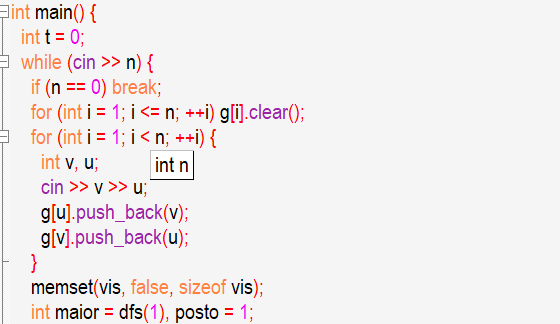 int main() {
int t = 0;
while (cin >> n) {
if (n == 0) break;
for (int i = 1; i <= n; ++i) g[i].clear();
for (int i = 1; i < n; ++i) {
int v, u;
int n
cin >> v >> u;
g[u].push_back(v);
g[v].push_back(u);
}
memset(vis, false, sizeof vis);
int maior = dfs(1), posto = 1;